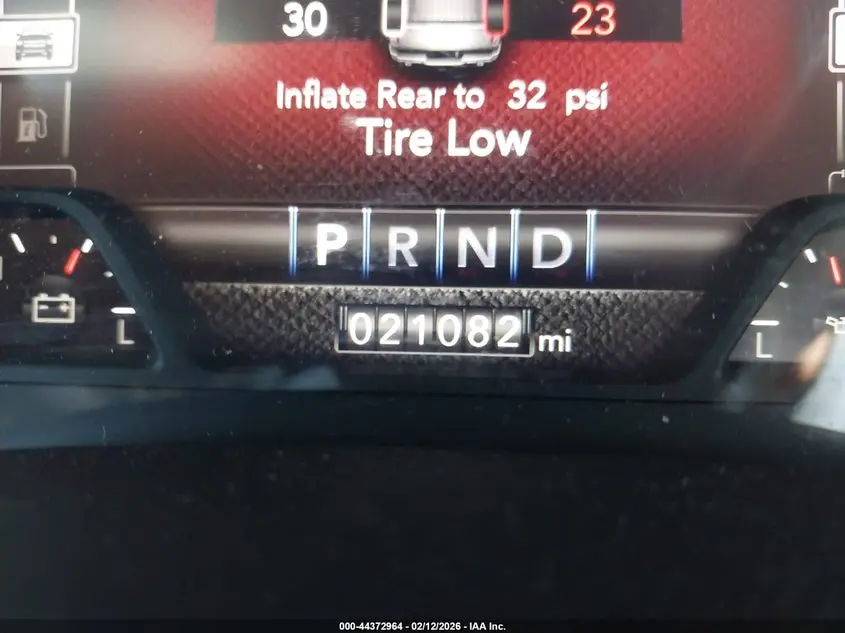 30 23
Inflate Rear to 32 psi
Tire Low
P R N D
021082 mi
L L
000-44372964 - 02/12/2026 - IAA Inc.